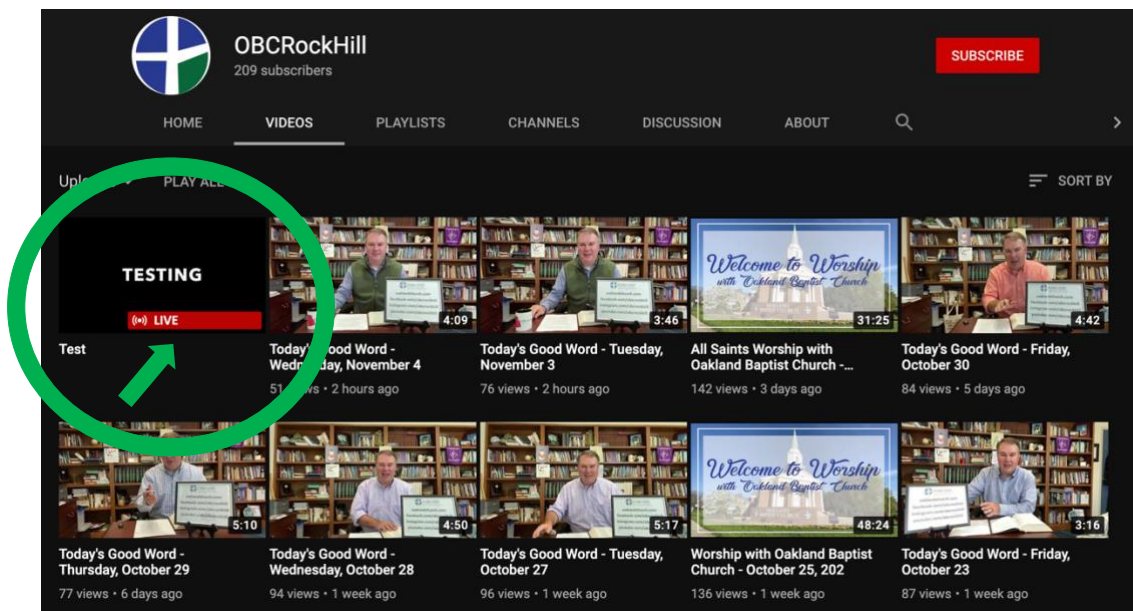 OBCRockHill
209 subscribers
SUBSCRIBE
HOME VIDEOS PLAYLISTS CHANNELS DISCUSSION ABOUT
PLAY ALL SORT BY
TESTING
LIVE
4:09
3:46
Welcome to Worship
with Oakland Baptist Church
31:25
4:42
Test
Today's Good Word -
Wednesday, November 4
2 hours ago
Today's Good Word - Tuesday,
November 3
76 views • 2 hours ago
All Saints Worship with
Oakland Baptist Church -...
142 views • 3 days ago
Today's Good Word - Friday,
October 30
84 views • 5 days ago
5:10
4:50
5:17
Welcome to Worship
with Oakland Baptist Church
48:24
3:16
Today's Good Word -
Thursday, October 29
77 views • 6 days ago
Today's Good Word -
Wednesday, October 28
94 views • 1 week ago
Today's Good Word - Tuesday,
October 27
96 views • 1 week ago
Worship with Oakland Baptist
Church - October 25, 202
136 views • 1 week ago
Today's Good Word - Friday,
October 23
87 views • 1 week ago